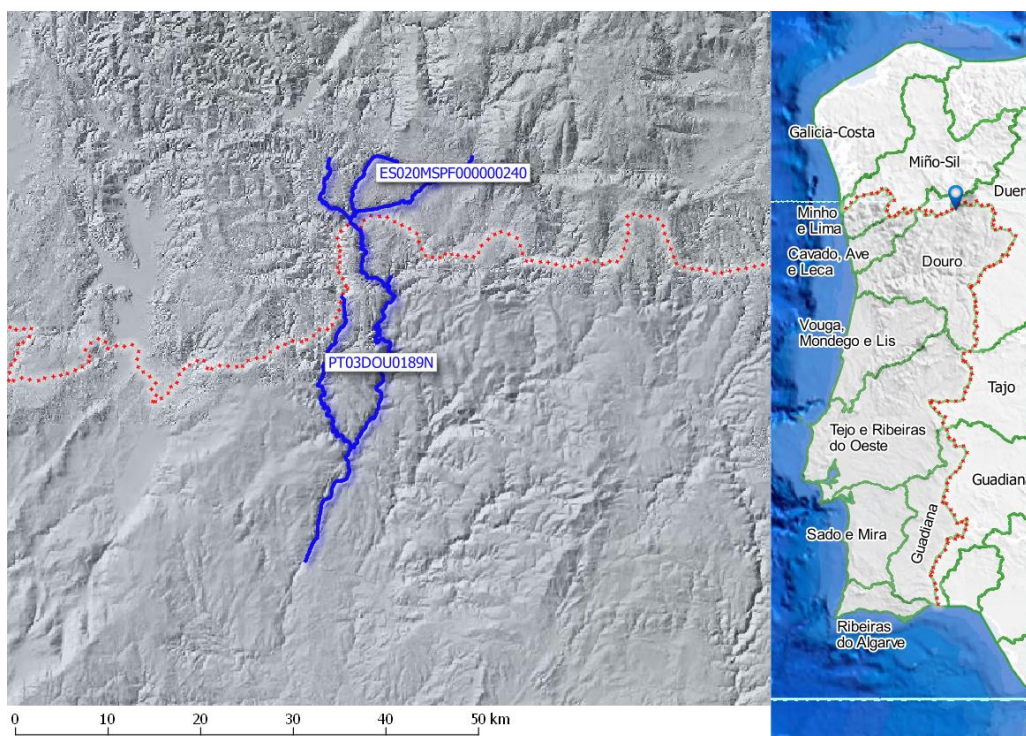 ES020MSPF000000240
PT03DOU0189N
0 10 20 30 40 50 km
Galicia-Costa
Miño-Sil
Duer
Minho
e Lima
Cavado, Ave
e Leca
Douro
Vouga,
Mondego e Lis
Tajo
Tejo e Ribeiras
do Oeste
Guadiana
Sado e Mira
Guadiana
Ribeiras
do Algarve